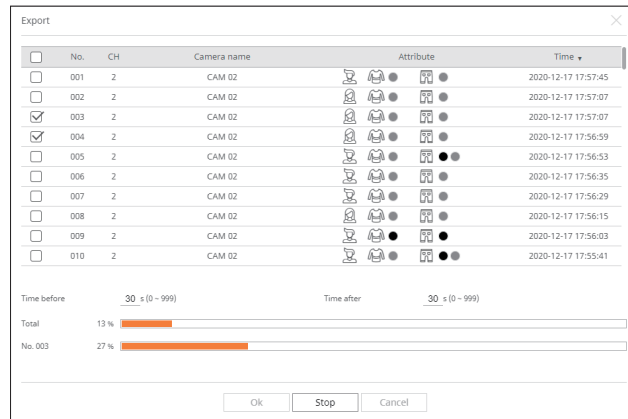 Export
No. CH Camera name Attribute Time
001 2 CAM 02 2020-12-17 17:57:45
002 2 CAM 02 2020-12-17 17:57:07
003 2 CAM 02 2020-12-17 17:57:07
004 2 CAM 02 2020-12-17 17:56:59
005 2 CAM 02 2020-12-17 17:56:53
006 2 CAM 02 2020-12-17 17:56:35
007 2 CAM 02 2020-12-17 17:56:29
008 2 CAM 02 2020-12-17 17:56:15
009 2 CAM 02 2020-12-17 17:56:03
010 2 CAM 02 2020-12-17 17:55:41
Time before 30 s (0 ~ 999) Time after 30 s (0 ~ 999)
Total 13 %
No. 003 27 %
Ok Stop Cancel